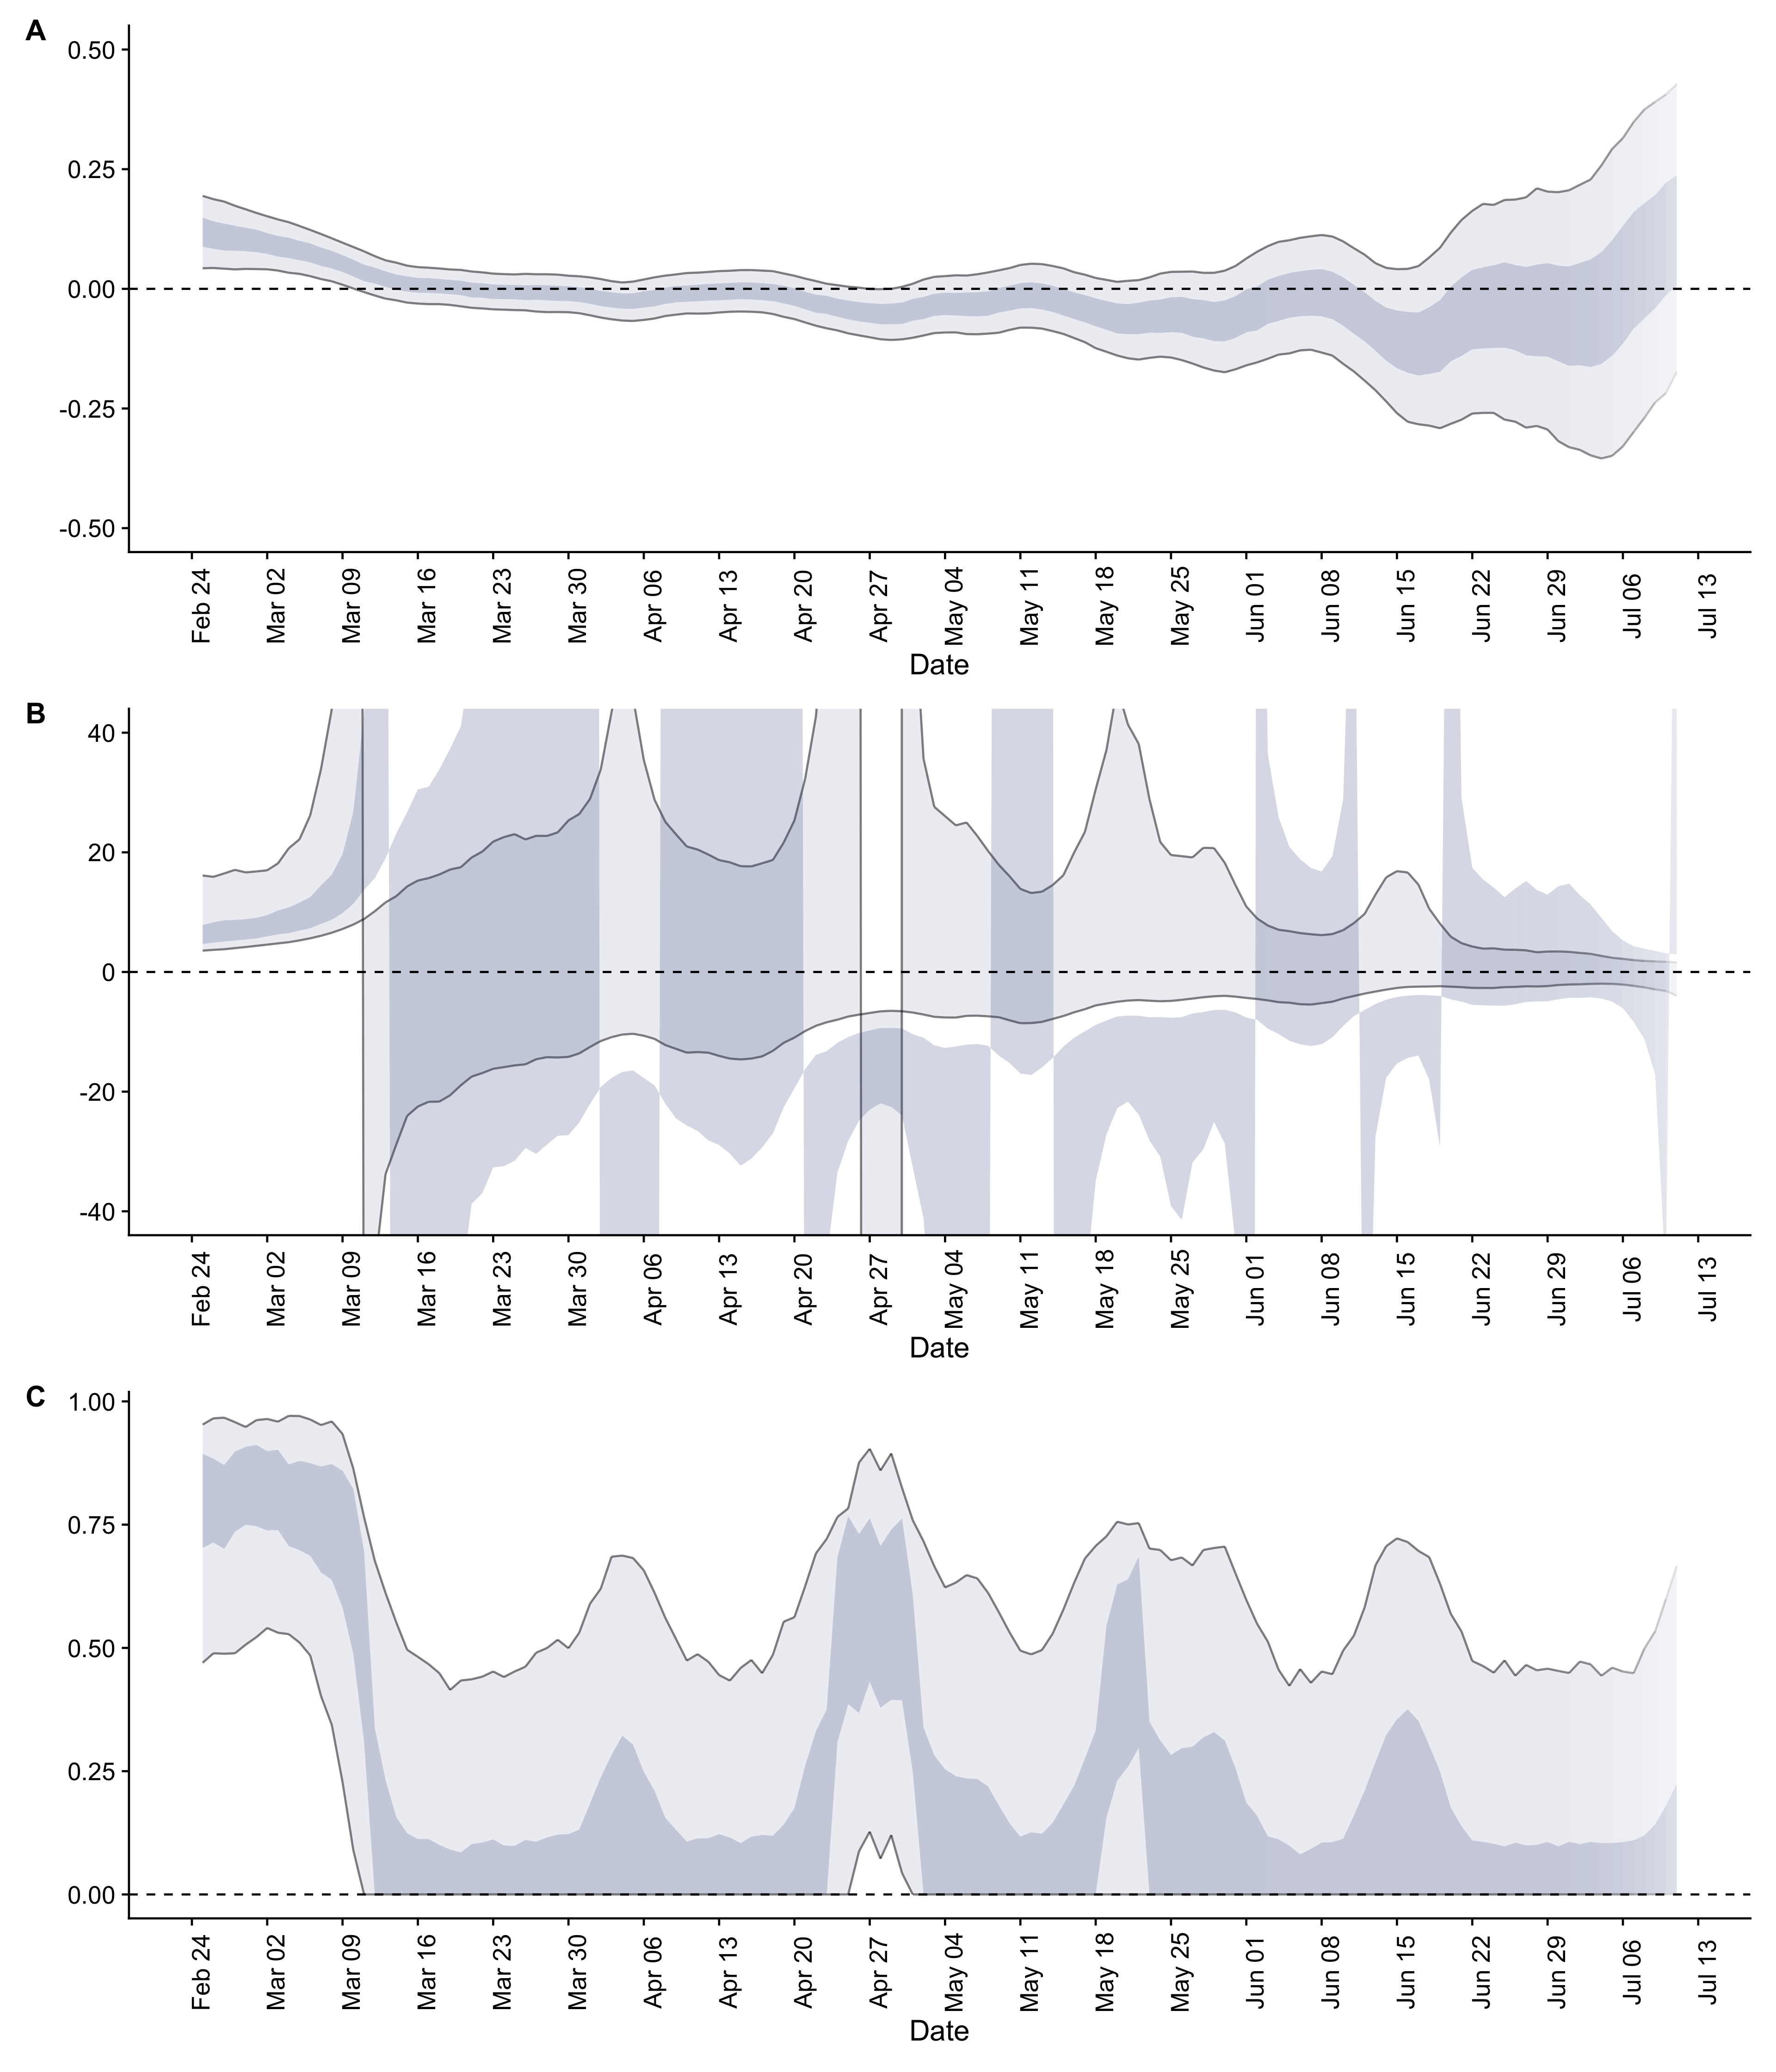 A
0.50
0.25
0.00
-0.25
-0.50
Feb 24
Mar 02
Mar 09
Mar 16
Mar 23
Mar 30
Apr 06
Apr 13
Apr 20
Apr 27
May 04
May 11
May 18
May 25
Jun 01
Jun 08
Jun 15
Jun 22
Jun 29
Jul 06
Jul 13
Date
B
40
20
0
-20
-40
Feb 24
Mar 02
Mar 09
Mar 16
Mar 23
Mar 30
Apr 06
Apr 13
Apr 20
Apr 27
May 04
May 11
May 18
May 25
Jun 01
Jun 08
Jun 15
Jun 22
Jun 29
Jul 06
Jul 13
Date
C
1.00
0.75
0.50
0.25
0.00
Feb 24
Mar 02
Mar 09
Mar 16
Mar 23
Mar 30
Apr 06
Apr 13
Apr 20
Apr 27
May 04
May 11
May 18
May 25
Jun 01
Jun 08
Jun 15
Jun 22
Jun 29
Jul 06
Jul 13
Date